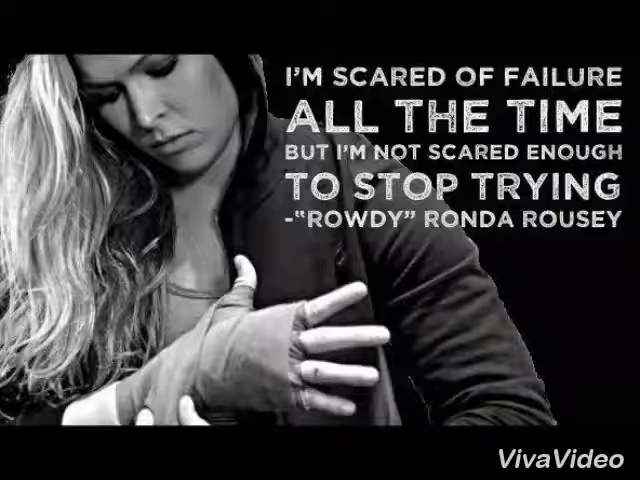 I'M SCARED OF FAILURE
ALL THE TIME
BUT I'M NOT SCARED ENOUGH
TO STOP TRYING
-"ROWDY" RONDA ROUSEY
VivaVideo